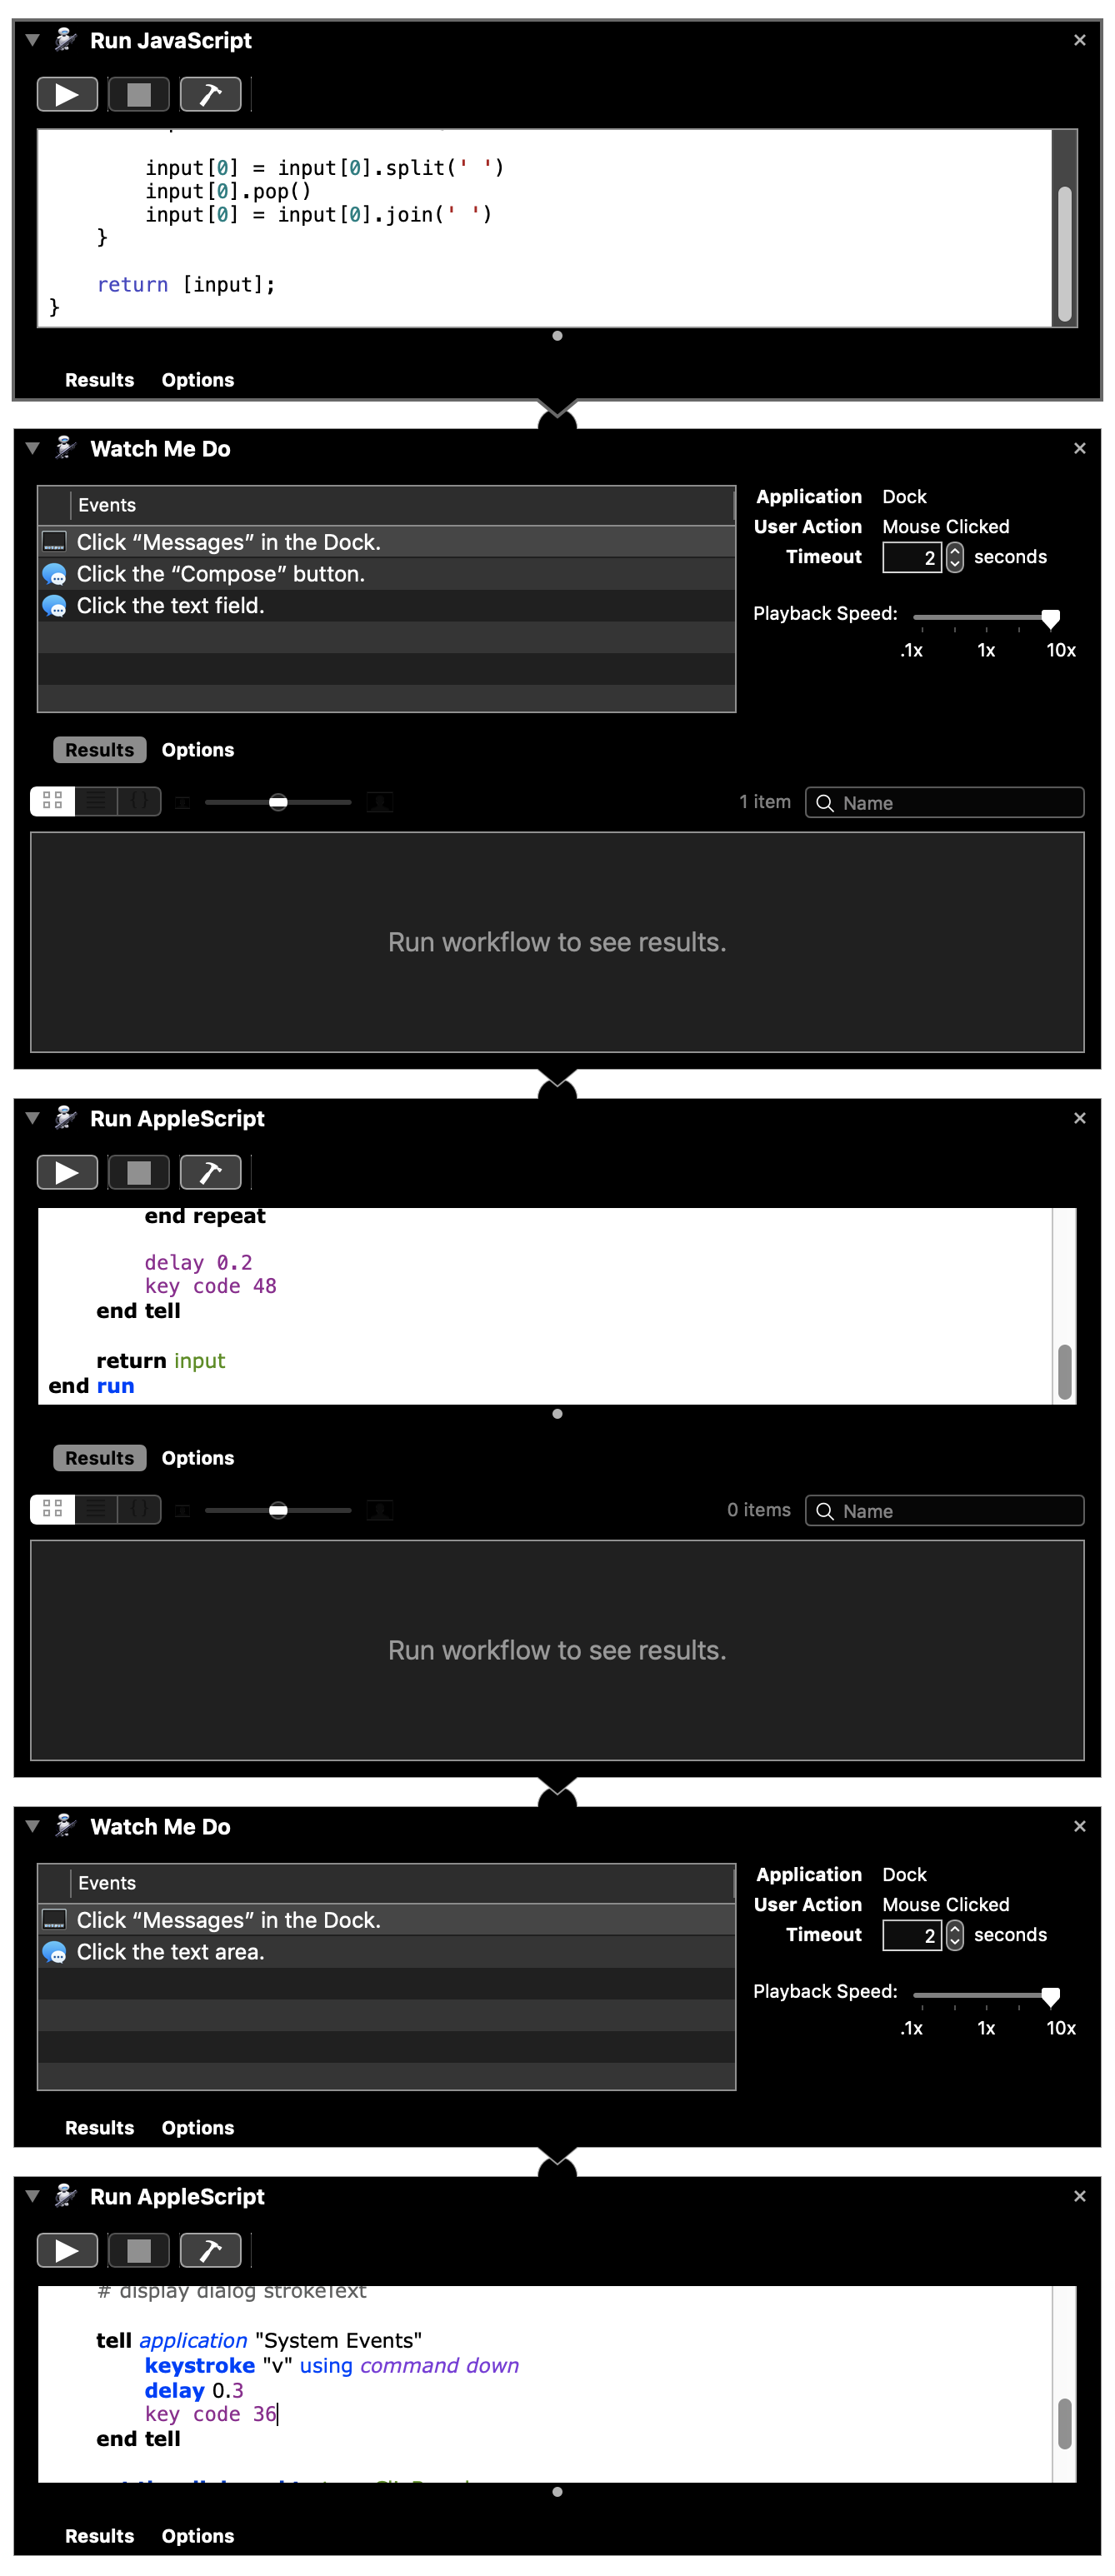 Run JavaScript
input[0] = input[0].split(' ')
input[0].pop()
input[0] = input[0].join(' ')
}
return [input];
}
Results Options
Watch Me Do
Events
Click “Messages” in the Dock.
Click the “Compose” button.
Click the text field.
Application Dock
User Action Mouse Clicked
Timeout 2 seconds
Playback Speed:
.1x 1x 10x
Results Options
1 item Name
Run workflow to see results.
Run AppleScript
end repeat
delay 0.2
key code 48
end tell
return input
end run
Results Options
0 items Name
Run workflow to see results.
Watch Me Do
Events
Click “Messages” in the Dock.
Click the text area.
Application Dock
User Action Mouse Clicked
Timeout 2 seconds
Playback Speed:
.1x 1x 10x
Results Options
Run AppleScript
# display dialog strokeText
tell application "System Events"
keystroke "v" using command down
delay 0.3
key code 36
end tell
Results Options